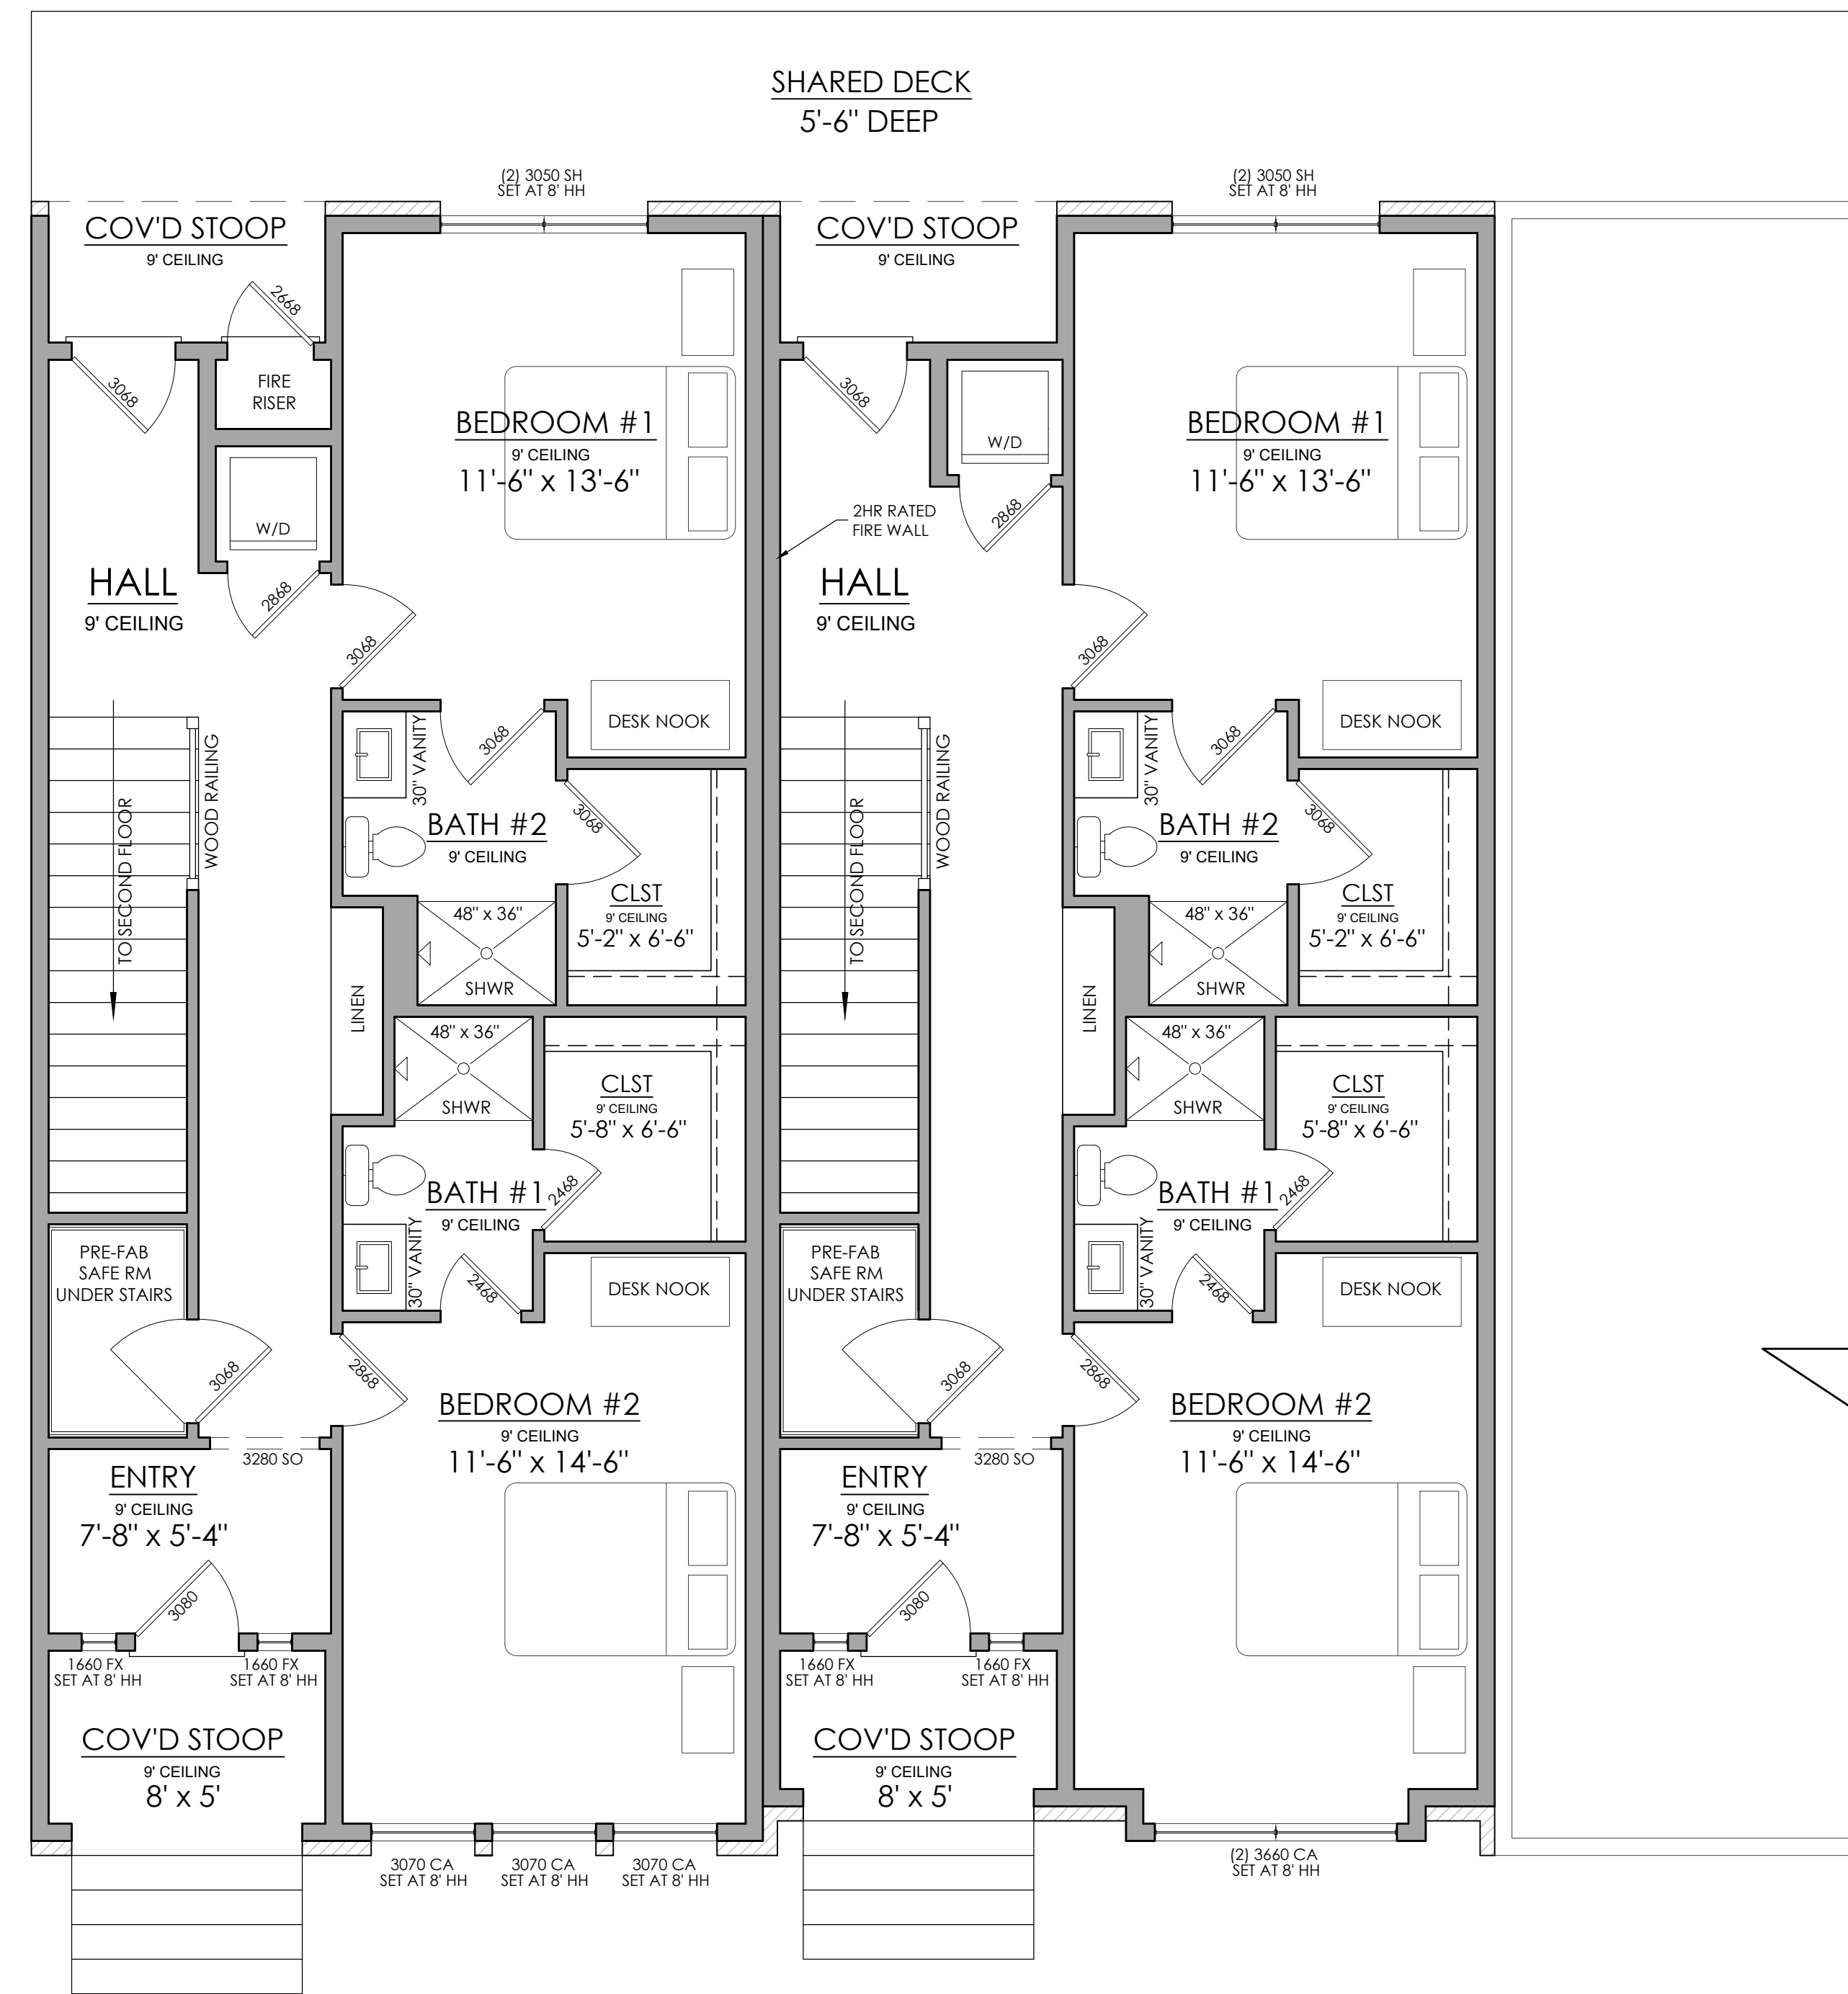 SHARED DECK
5'-6" DEEP
(2) 3050 SH
SET AT 8' HH
(2) 3050 SH
SET AT 8' HH
COV'D STOOP
9' CEILING
COV'D STOOP
9' CEILING
2668
3068
FIRE
RISER
3068
W/D
BEDROOM #1
9' CEILING
11'-6" x 13'-6"
BEDROOM #1
9' CEILING
11'-6" x 13'-6"
W/D
2HR RATED
FIRE WALL
2868
HALL
9' CEILING
2868
HALL
9' CEILING
3068
3068
DESK NOOK
DESK NOOK
30" VANITY
3068
30" VANITY
3068
WOOD RAILING
TO SECOND FLOOR
WOOD RAILING
TO SECOND FLOOR
BATH #2
9' CEILING
3068
BATH #2
9' CEILING
3068
CLST
9' CEILING
5'-2" x 6'-6"
CLST
9' CEILING
5'-2" x 6'-6"
48" x 36"
SHWR
48" x 36"
SHWR
LINEN
LINEN
48" x 36"
SHWR
48" x 36"
SHWR
CLST
9' CEILING
5'-8" x 6'-6"
CLST
9' CEILING
5'-8" x 6'-6"
BATH #1
9' CEILING
2468
BATH #1
9' CEILING
2468
30" VANITY
2468
30" VANITY
2468
PRE-FAB
SAFE RM
UNDER STAIRS
PRE-FAB
SAFE RM
UNDER STAIRS
DESK NOOK
DESK NOOK
3068
2868
3068
2868
BEDROOM #2
9' CEILING
11'-6" x 14'-6"
BEDROOM #2
9' CEILING
11'-6" x 14'-6"
3280 SO
3280 SO
ENTRY
9' CEILING
7'-8" x 5'-4"
ENTRY
9' CEILING
7'-8" x 5'-4"
3080
3080
1660 FX
SET AT 8' HH
1660 FX
SET AT 8' HH
1660 FX
SET AT 8' HH
1660 FX
SET AT 8' HH
COV'D STOOP
9' CEILING
8' x 5'
COV'D STOOP
9' CEILING
8' x 5'
3070 CA
SET AT 8' HH
3070 CA
SET AT 8' HH
3070 CA
SET AT 8' HH
(2) 3660 CA
SET AT 8' HH